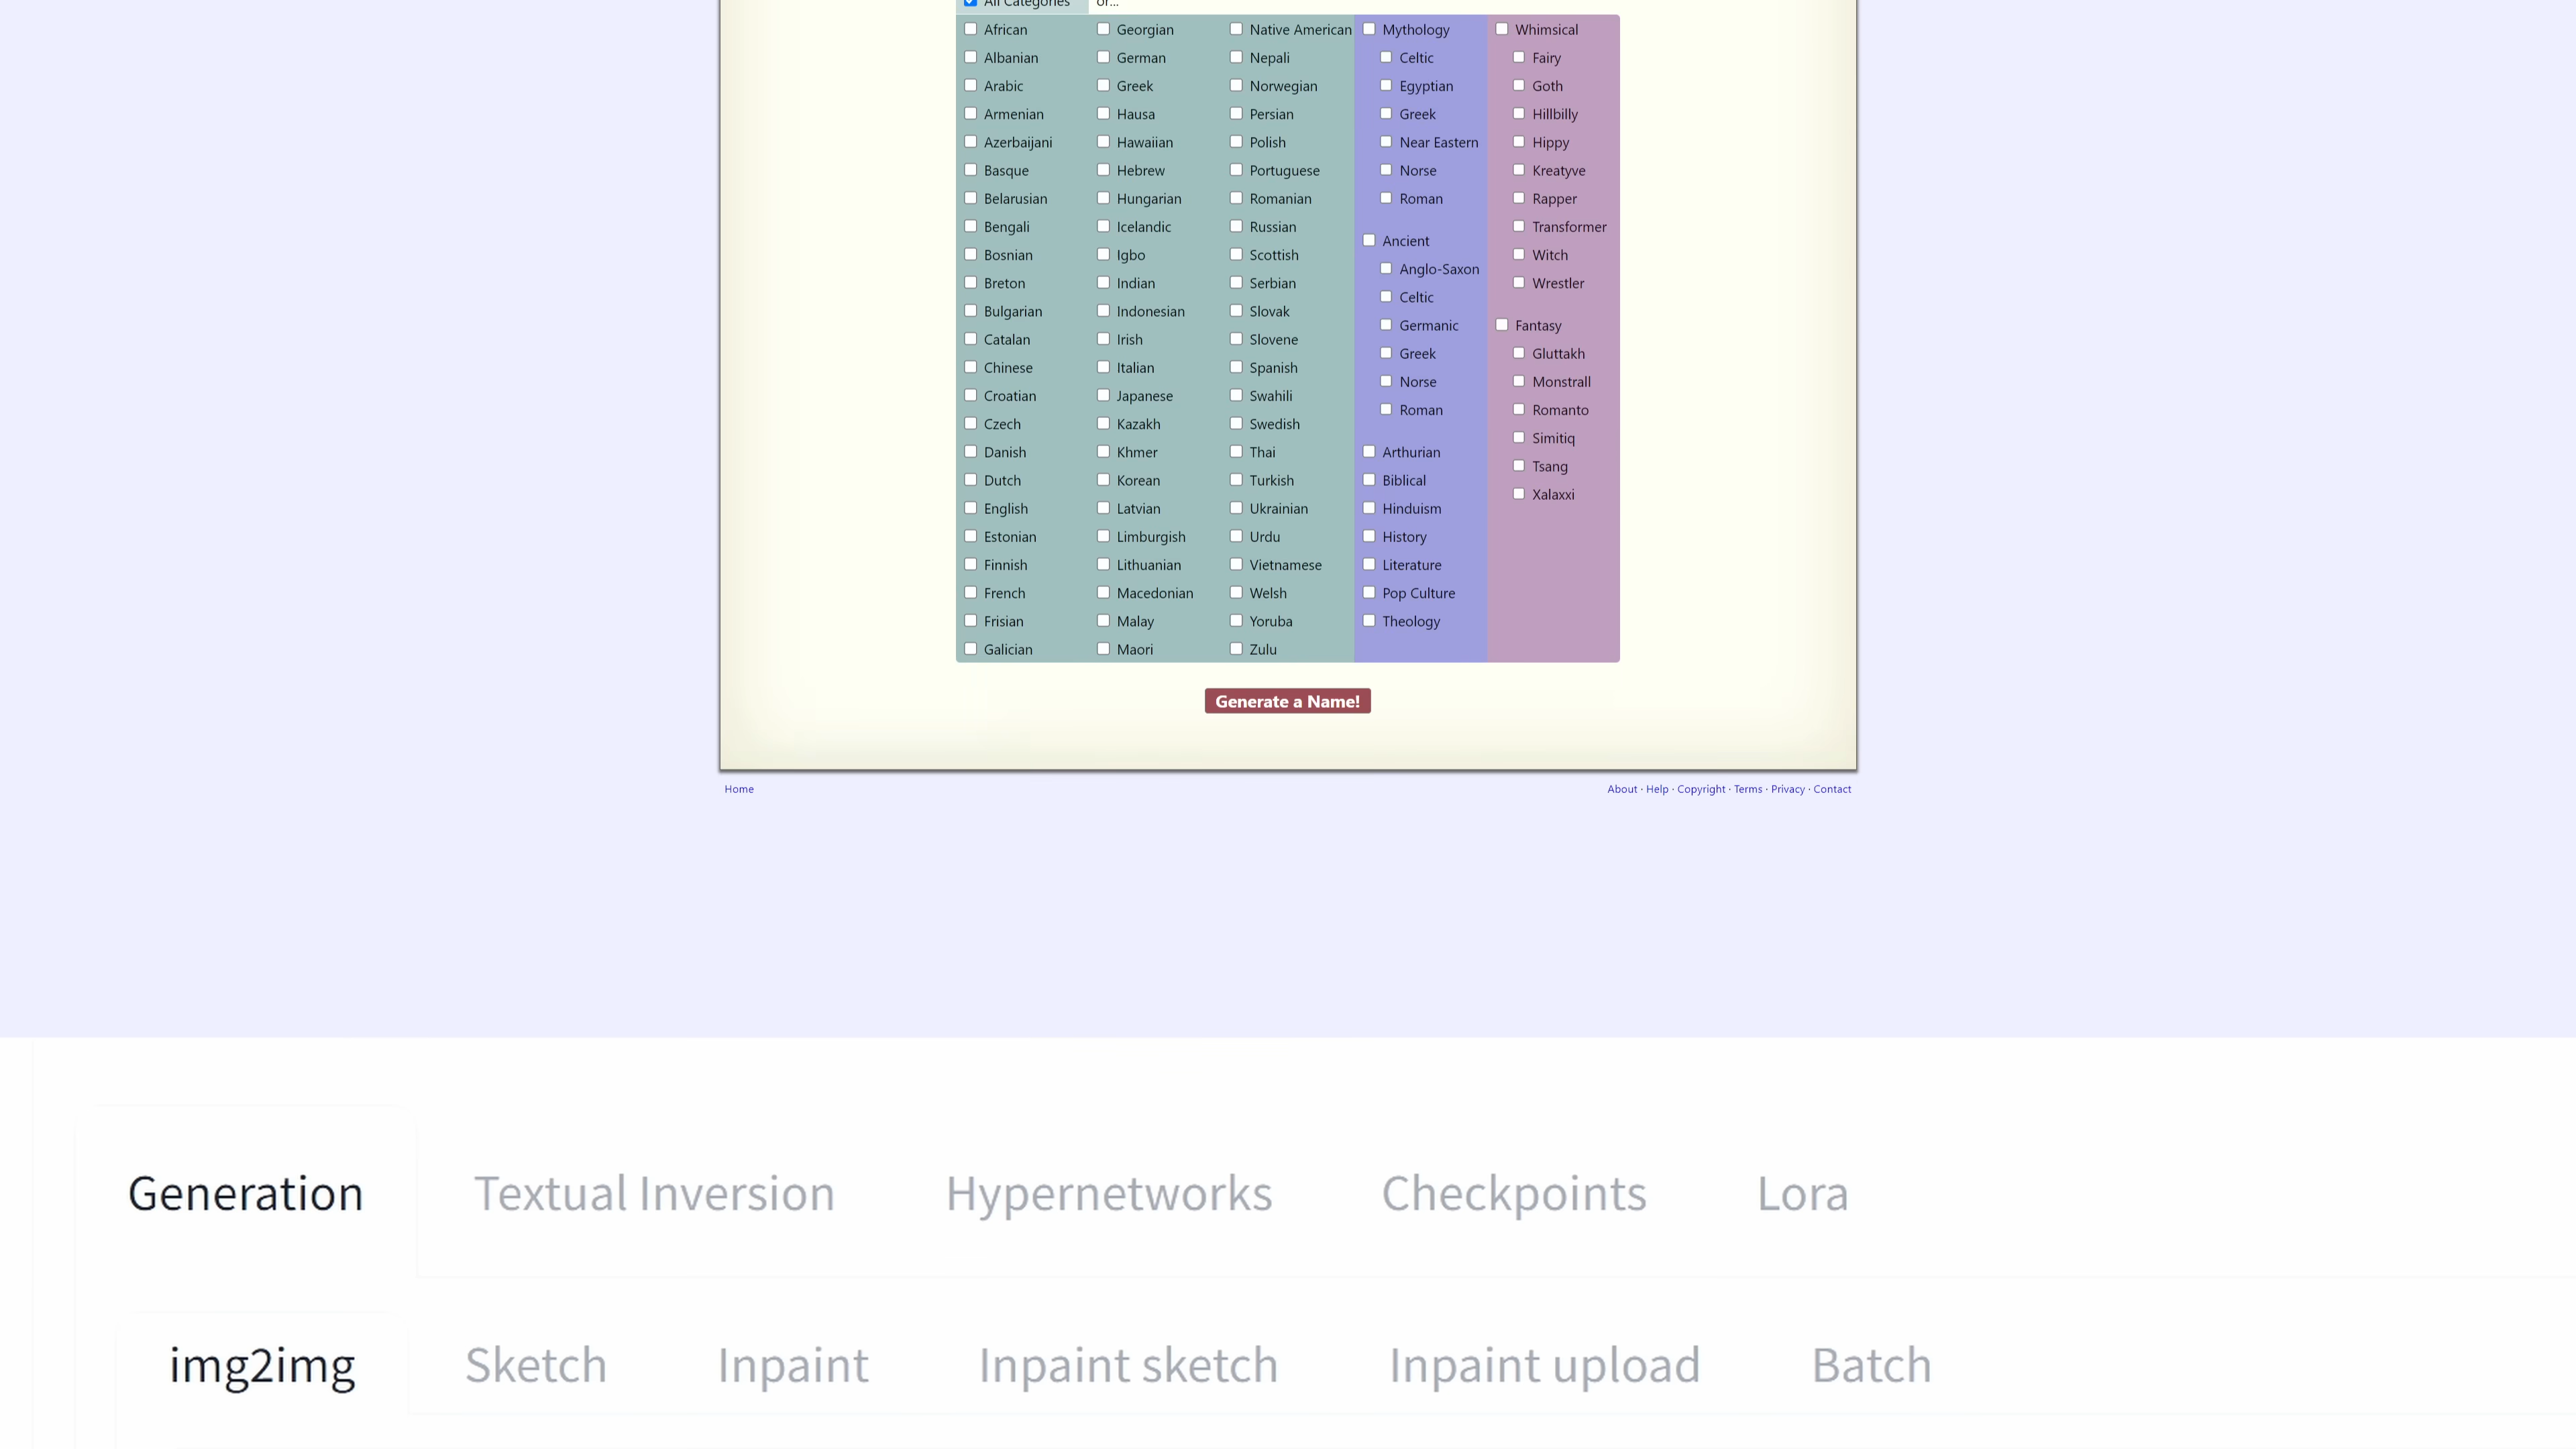 All Categories or...
African Georgian Native American Mythology Whimsical
Albanian German Nepali Celtic Fairy
Arabic Greek Norwegian Egyptian Goth
Armenian Hausa Persian Greek Hillbilly
Azerbaijani Hawaiian Polish Near Eastern Hippy
Basque Hebrew Portuguese Norse Kreatyve
Belarusian Hungarian Romanian Roman Rapper
Bengali Icelandic Russian Transformer
Ancient
Bosnian Igbo Scottish Witch
Anglo-Saxon
Breton Indian Serbian Wrestler
Celtic
Bulgarian Indonesian Slovak
Germanic Fantasy
Catalan Irish Slovene
Greek Gluttakh
Chinese Italian Spanish
Norse Monstrall
Croatian Japanese Swahili
Roman Romanto
Czech Kazakh Swedish
Simitiq
Danish Khmer Thai Arthurian
Tsang
Dutch Korean Turkish Biblical
Xalaxxi
English Latvian Ukrainian Hinduism
Estonian Limburgish Urdu History
Finnish Lithuanian Vietnamese Literature
French Macedonian Welsh Pop Culture
Frisian Malay Yoruba Theology
Galician Maori Zulu
Generate a Name!
Home About · Help · Copyright · Terms · Privacy · Contact
Generation Textual Inversion Hypernetworks Checkpoints Lora
img2img Sketch Inpaint Inpaint sketch Inpaint upload Batch